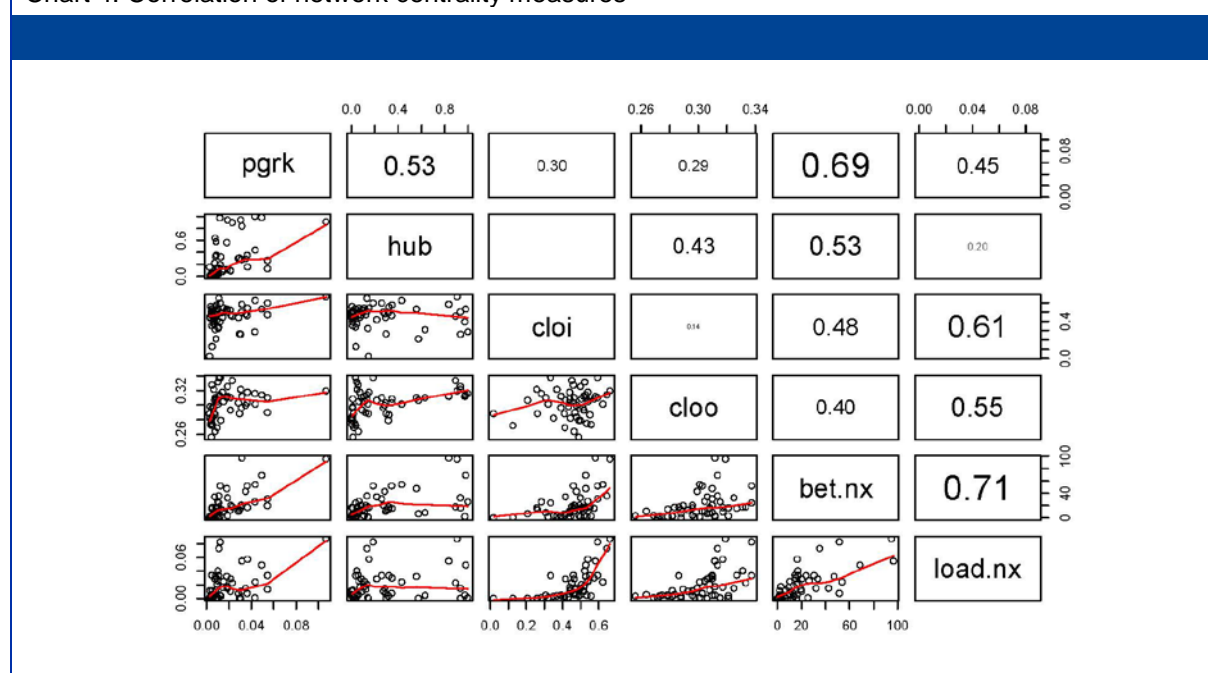 Chart 4: Correlation of network centrality measures
0.0 0.4 0.8 0.26 0.30 0.34 0.00 0.04 0.08
pgrk 0.53 0.30 0.29 0.69 0.45
0.00 0.08
hub 0.43 0.53 0.20
0.0 0.6
cloi 0.14 0.48 0.61
0.0 0.4
cloo 0.40 0.55
0.26 0.32
bet.nx 0.71
0 40 100
load.nx
0.00 0.06
0.00 0.04 0.08 0.0 0.2 0.4 0.6 0 20 60 100